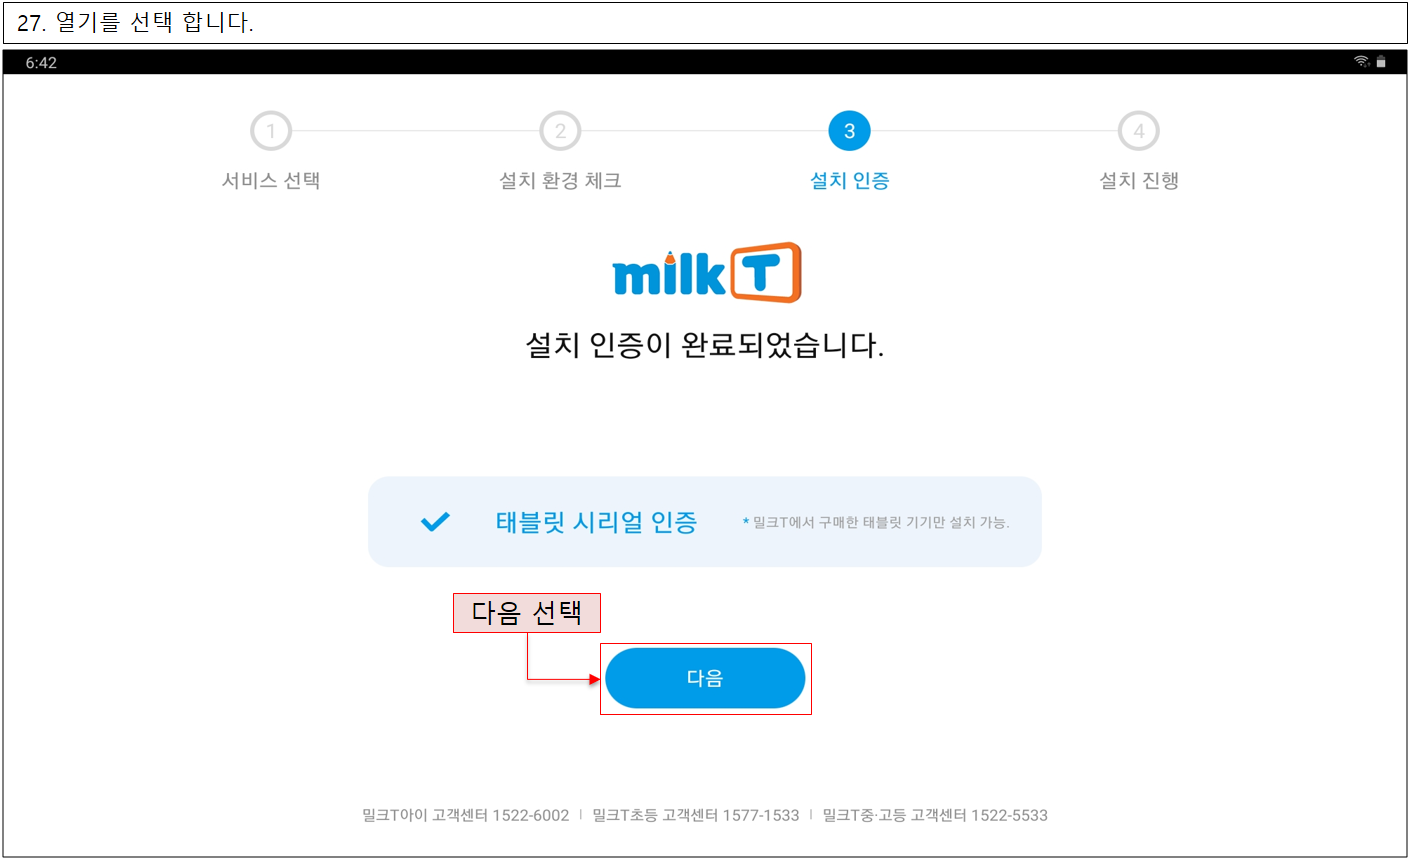 27. 열기를 선택 합니다.
6:42
1 2 3 4
서비스 선택 설치 환경 체크 설치 인증 설치 진행
milk T
설치 인증이 완료되었습니다.
태블릿 시리얼 인증 * 밀크T에서 구매한 태블릿 기기만 설치 가능.
다음 선택
다음
밀크T아이 고객센터 1522-6002 | 밀크T초등 고객센터 1577-1533 | 밀크T중·고등 고객센터 1522-5533